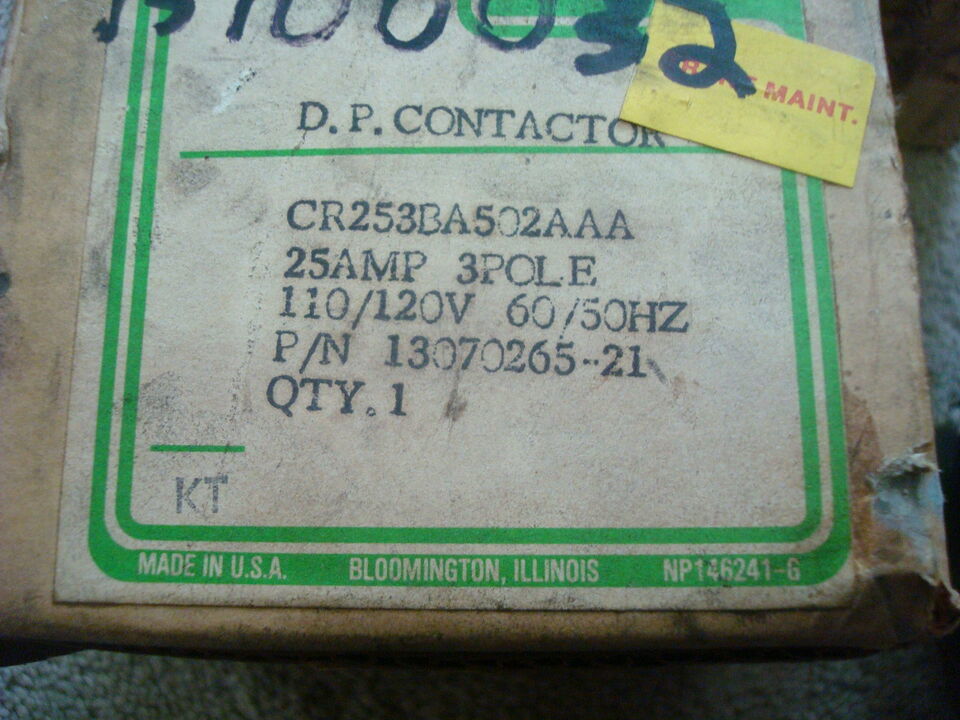 D.P. CONTACTOR
MAINT.
CR253BA502AAA
25AMP 3POLE
110/120V 60/50HZ
P/N 13070265-21
QTY. 1
KT
MADE IN U.S.A. BLOOMINGTON, ILLINOIS NP146241-G